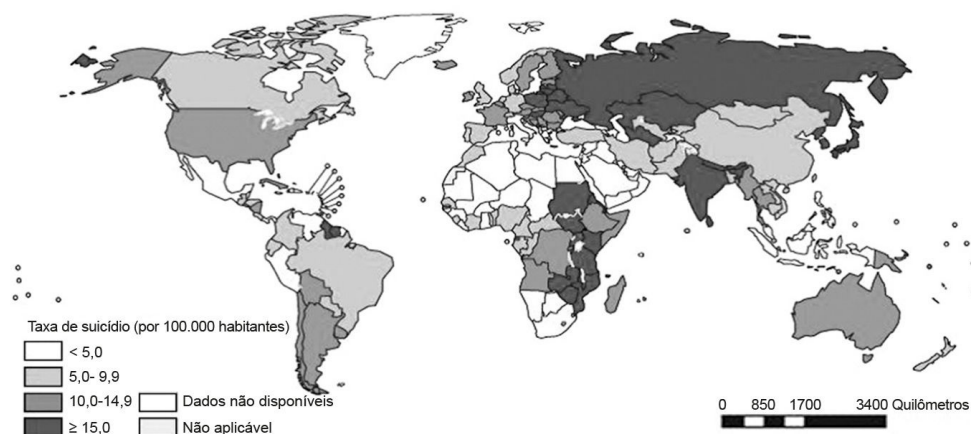 Taxa de suicídio (por 100.000 habitantes)
< 5,0
5,0- 9,9
10,0-14,9 Dados não disponíveis
≥ 15,0 Não aplicável
0 850 1700 3400 Quilômetros